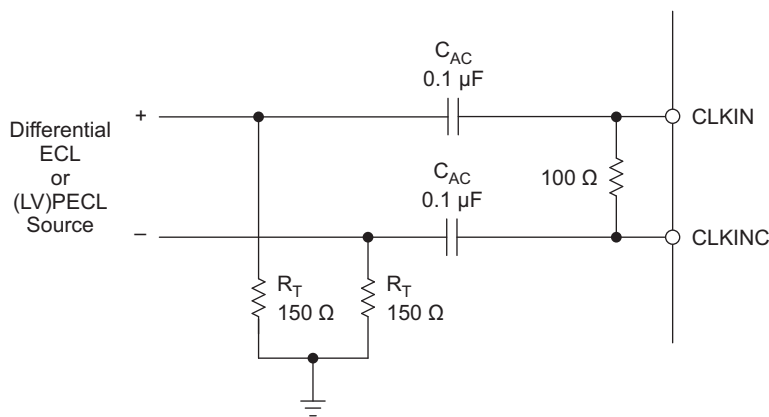 C_AC
0.1 µF
+
CLKIN
Differential
ECL
or
(LV)PECL
Source
C_AC
0.1 µF
100 Ω
–
CLKINC
R_T
150 Ω
R_T
150 Ω